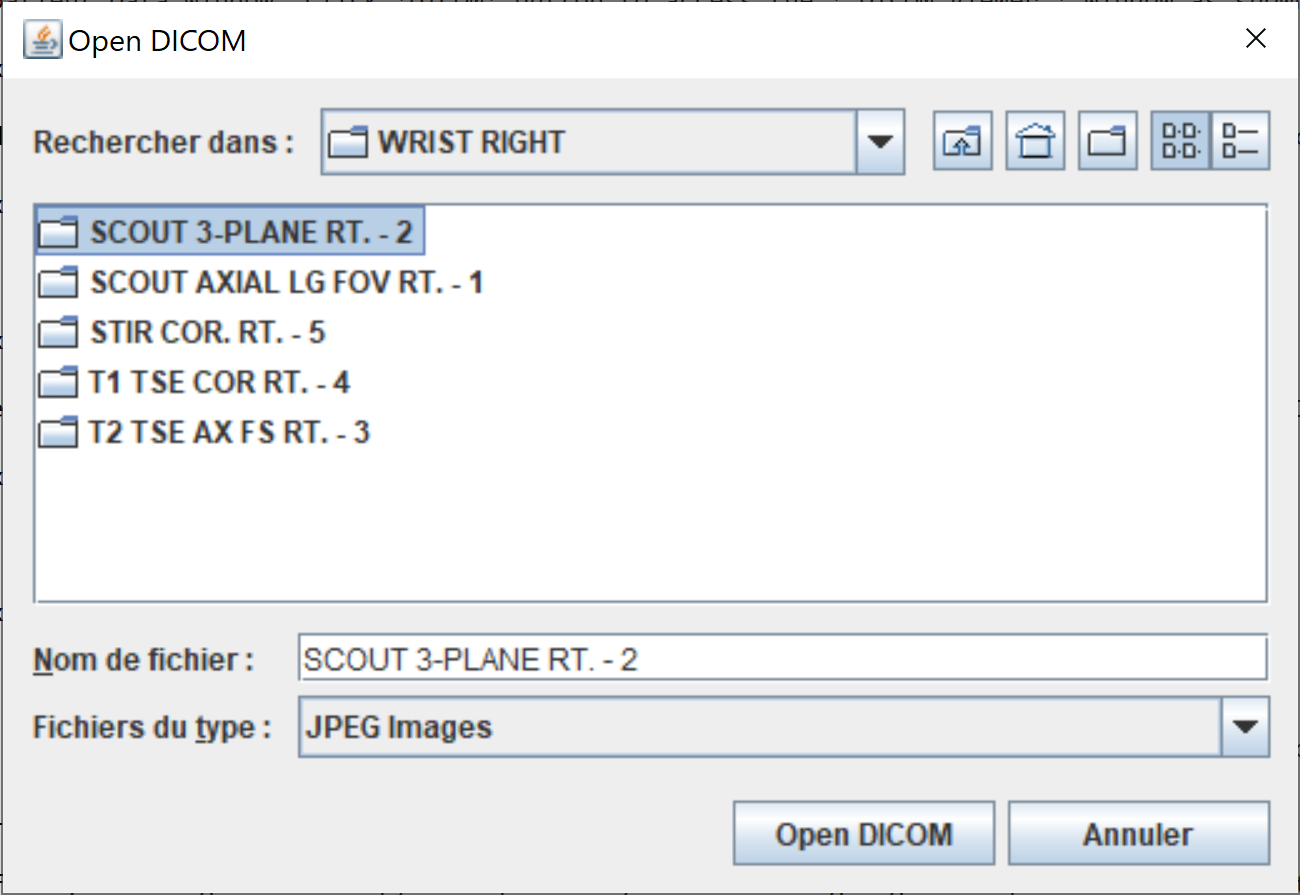 Open DICOM
Rechercher dans :
WRIST RIGHT
SCOUT 3-PLANE RT. - 2
SCOUT AXIAL LG FOV RT. - 1
STIR COR. RT. - 5
T1 TSE COR RT. - 4
T2 TSE AX FS RT. - 3
Nom de fichier :
SCOUT 3-PLANE RT. - 2
Fichiers du type :
JPEG Images
Open DICOM
Annuler